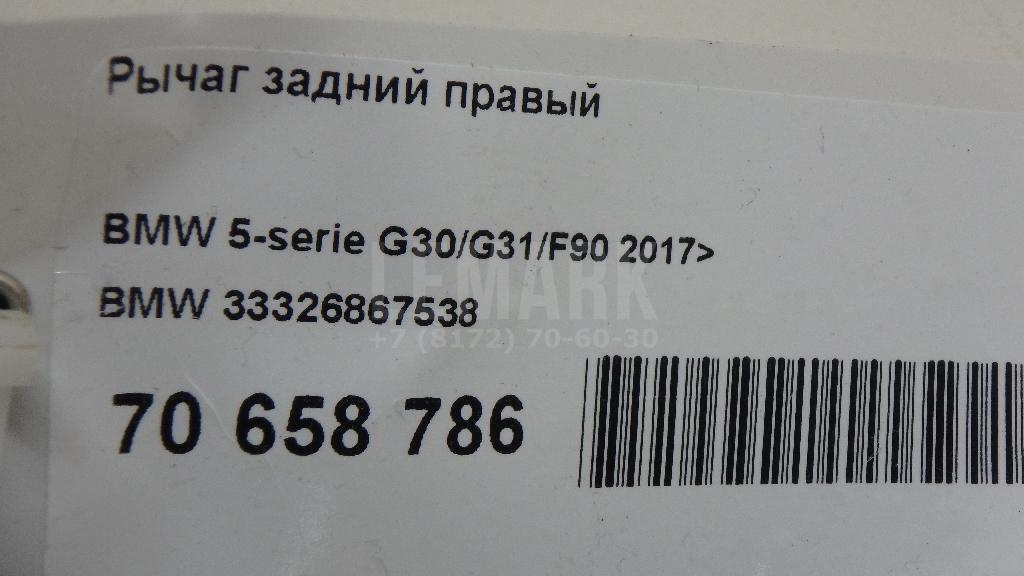 Рычаг задний правый
BMW 5-serie G30/G31/F90 2017>
LEMARK
BMW 33326867538
+7 (8172) 70-60-30
70 658 786